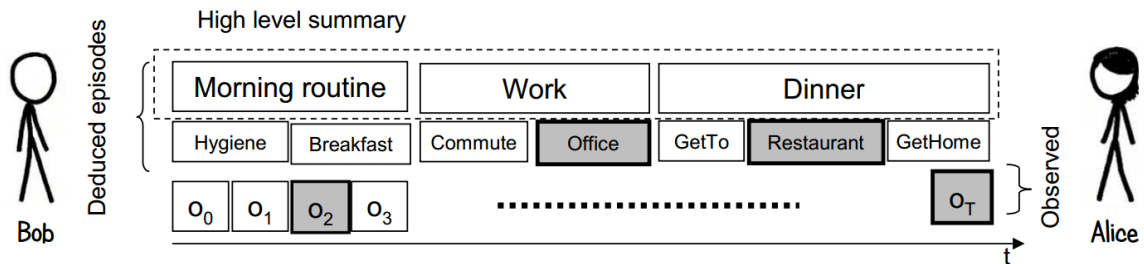 High level summary
Deduced episodes
Morning routine Work Dinner
Hygiene Breakfast Commute Office GetTo Restaurant GetHome
O0 O1 O2 O3 OT
Observed
Bob
Alice
t